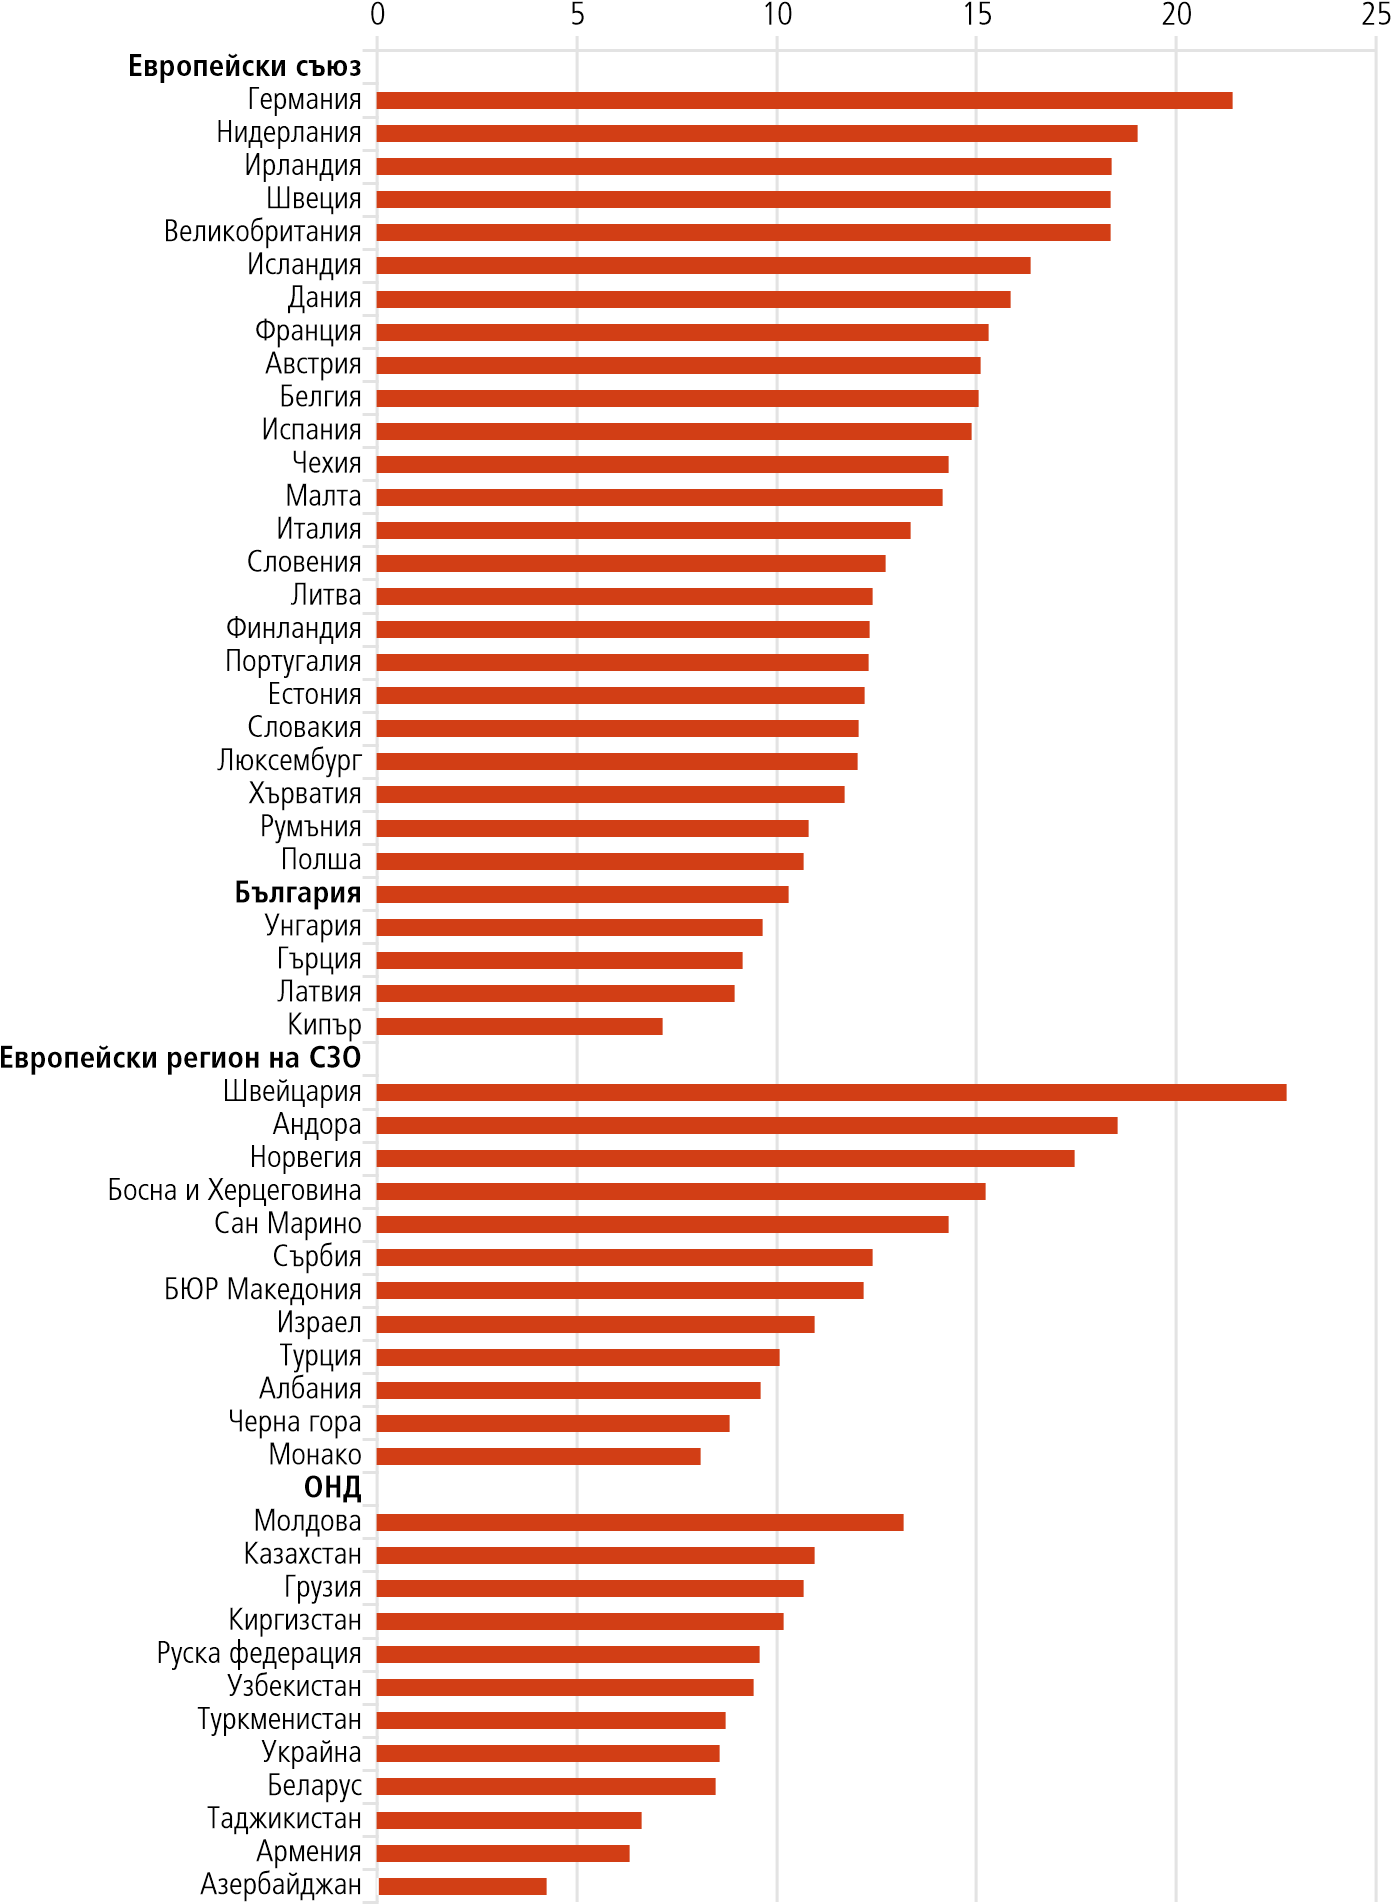 0 5 10 15 20 25
Европейски съюз
Германия
Нидерлания
Ирландия
Швеция
Великобритания
Исландия
Дания
Франция
Австрия
Белгия
Испания
Чехия
Малта
Италия
Словения
Литва
Финландия
Португалия
Естония
Словакия
Люксембург
Хърватия
Румъния
Полша
България
Унгария
Гърция
Латвия
Кипър
Европейски регион на СЗО
Швейцария
Андора
Норвегия
Босна и Херцеговина
Сан Марино
Сърбия
БЮР Македония
Израел
Турция
Албания
Черна гора
Монако
ОНД
Молдова
Казахстан
Грузия
Киргизстан
Руска федерация
Узбекистан
Туркменистан
Украйна
Беларус
Таджикистан
Армения
Азербайджан